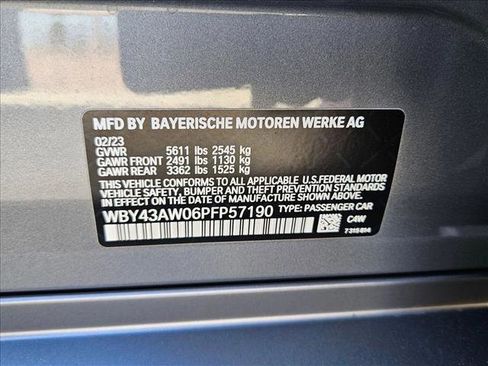 MFD BY BAYERISCHE MOTOREN WERKE AG
02/23
GVWR 5611 lbs 2545 kg
GAWR FRONT 2491 lbs 1130 kg
GAWR REAR 3362 lbs 1525 kg
THIS VEHICLE CONFORMS TO ALL APPLICABLE U.S.FEDERAL MOTOR
VEHICLE SAFETY, BUMPER, AND THEFT PREVENTION STANDARDS
IN EFFECT ON THE DATE OF MANUFACTURE SHOWN ABOVE.
WBY43AW06PFP57190 TYPE: PASSENGER CAR
C4W
7315814